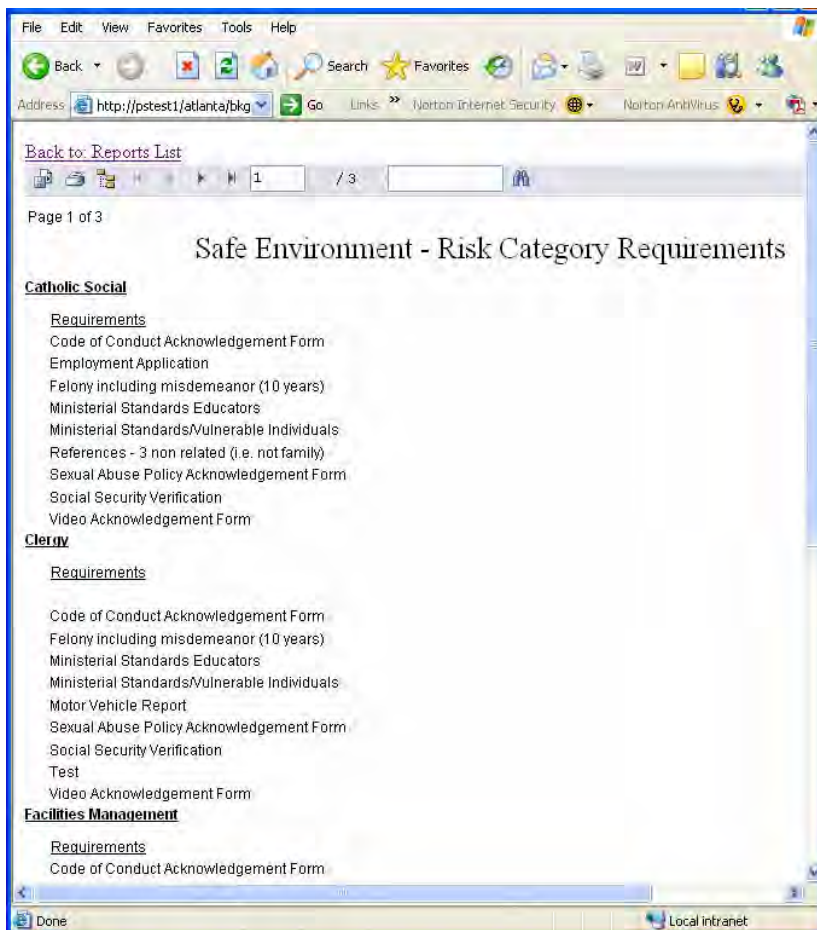 File Edit View Favorites Tools Help
Back Search Favorites
Address http://pstest1/atlanta/bkg Go Links » Norton Internet Security Norton AntiVirus
Back to: Reports List
1 / 3
Page 1 of 3
Safe Environment - Risk Category Requirements
Catholic Social
Requirements
Code of Conduct Acknowledgement Form
Employment Application
Felony including misdemeanor (10 years)
Ministerial Standards Educators
Ministerial Standards/Vulnerable Individuals
References - 3 non related (i.e. not family)
Sexual Abuse Policy Acknowledgement Form
Social Security Verification
Video Acknowledgement Form
Clergy
Requirements
Code of Conduct Acknowledgement Form
Felony including misdemeanor (10 years)
Ministerial Standards Educators
Ministerial Standards/Vulnerable Individuals
Motor Vehicle Report
Sexual Abuse Policy Acknowledgement Form
Social Security Verification
Test
Video Acknowledgement Form
Facilities Management
Requirements
Code of Conduct Acknowledgement Form
Done Local intranet